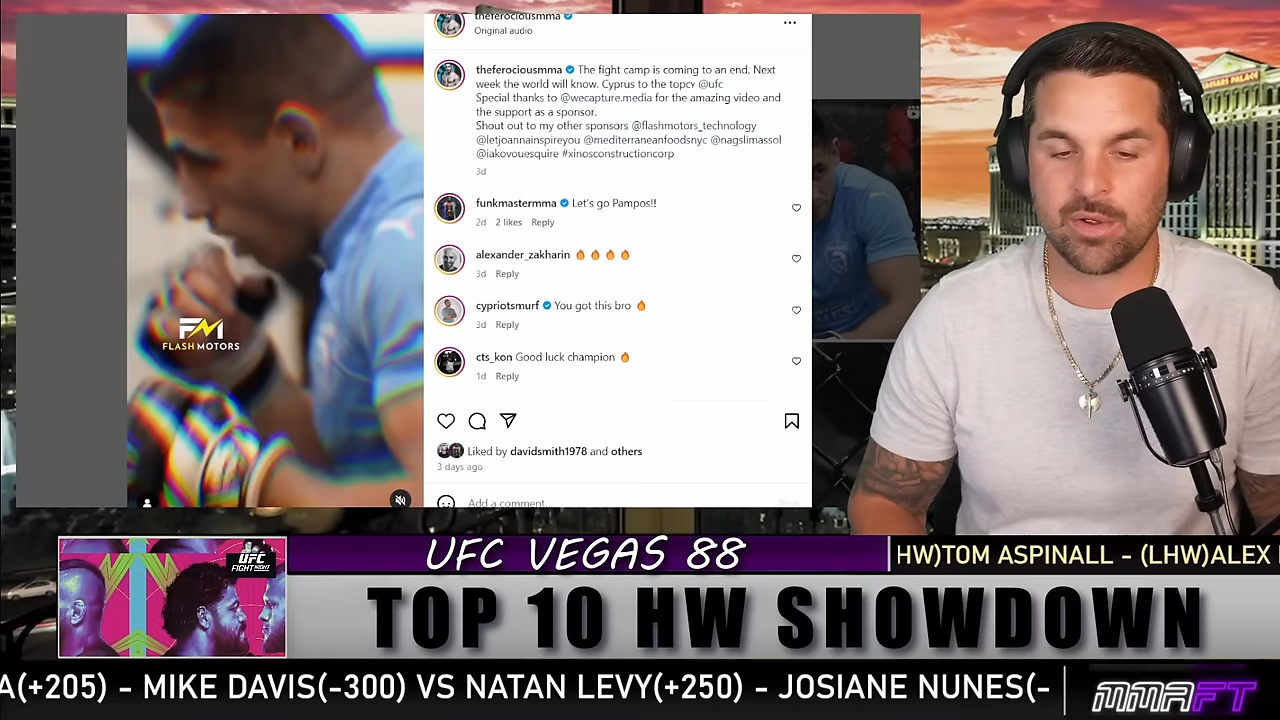 theferociousmma
Original audio
theferociousmma The fight camp is coming to an end. Next
week the world will know. Cyprus to the topcy @ufc
Special thanks to @wecapture.media for the amazing video and
the support as a sponsor.
Shout out to my other sponsors @flashmotors_technology
@letjoannainspireyou @mediterraneanfoodsnyc @nagslimassol
@iakovouesquire #xinosconstructioncorp
3d
funkmastermma Let's go Pampos!!
2d 2 likes Reply
alexander_zakharin 🔥 🔥 🔥 🔥
3d Reply
cypriotsmurf You got this bro 🔥
3d Reply
cts_kon Good luck champion 🔥
1d Reply
Liked by davidsmith1978 and others
3 days ago
Add a comment...
Post
FM
FLASH MOTORS
CAESARS PALACE
UFC
FIGHT NIGHT
UFC VEGAS 88
HW)TOM ASPINALL - (LHW)ALEX
TOP 10 HW SHOWDOWN
A(+205) - MIKE DAVIS(-300) VS NATAN LEVY(+250) - JOSIANE NUNES(-
MMAFT